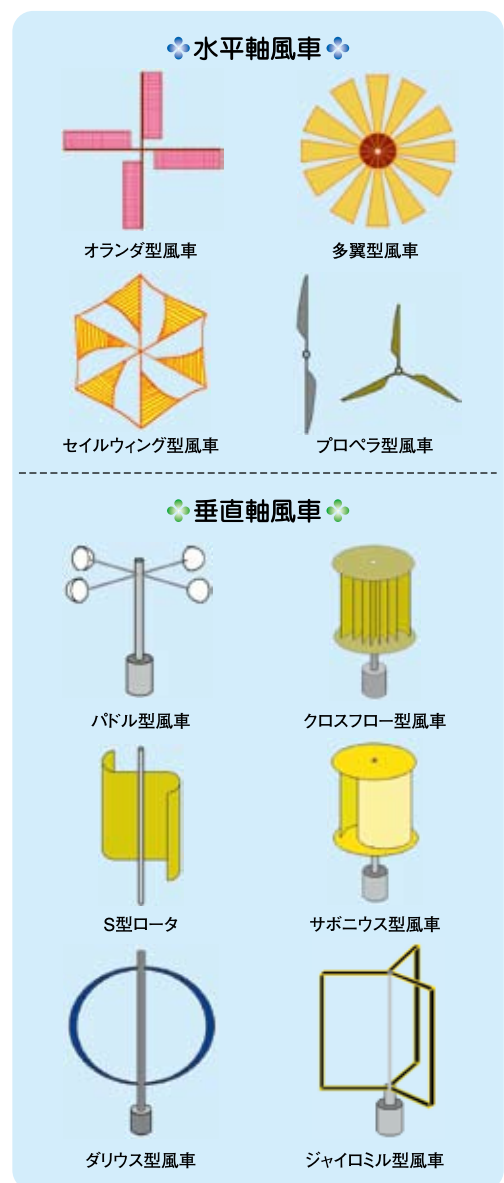 水平軸風車
オランダ型風車
多翼型風車
セイルウィング型風車
プロペラ型風車
垂直軸風車
パドル型風車
クロスフロー型風車
S型ロータ
サボニウス型風車
ダリウス型風車
ジャイロミル型風車